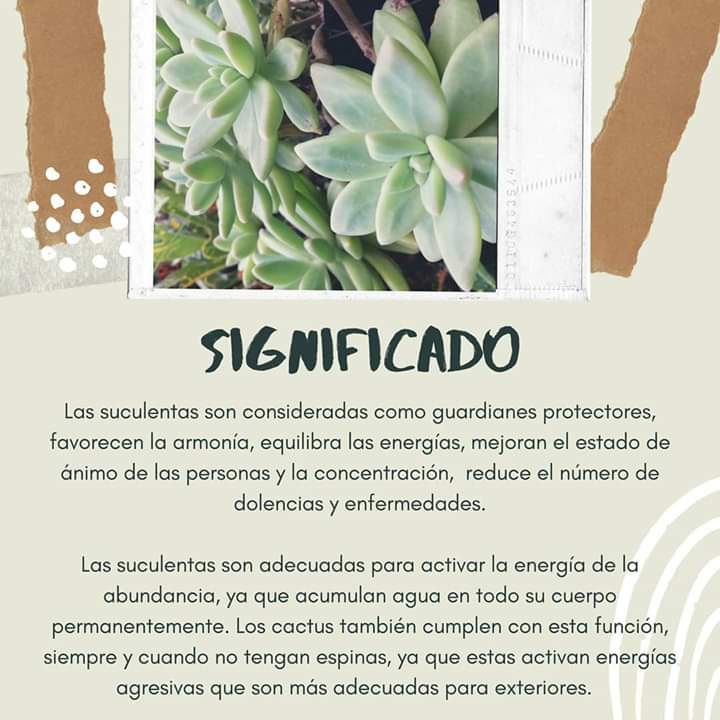 SIGNIFICADO
Las suculentas son consideradas como guardianes protectores,
favorecen la armonía, equilibra las energías, mejoran el estado de
ánimo de las personas y la concentración, reduce el número de
dolencias y enfermedades.
Las suculentas son adecuadas para activar la energía de la
abundancia, ya que acumulan agua en todo su cuerpo
permanentemente. Los cactus también cumplen con esta función,
siempre y cuando no tengan espinas, ya que estas activan energías
agresivas que son más adecuadas para exteriores.